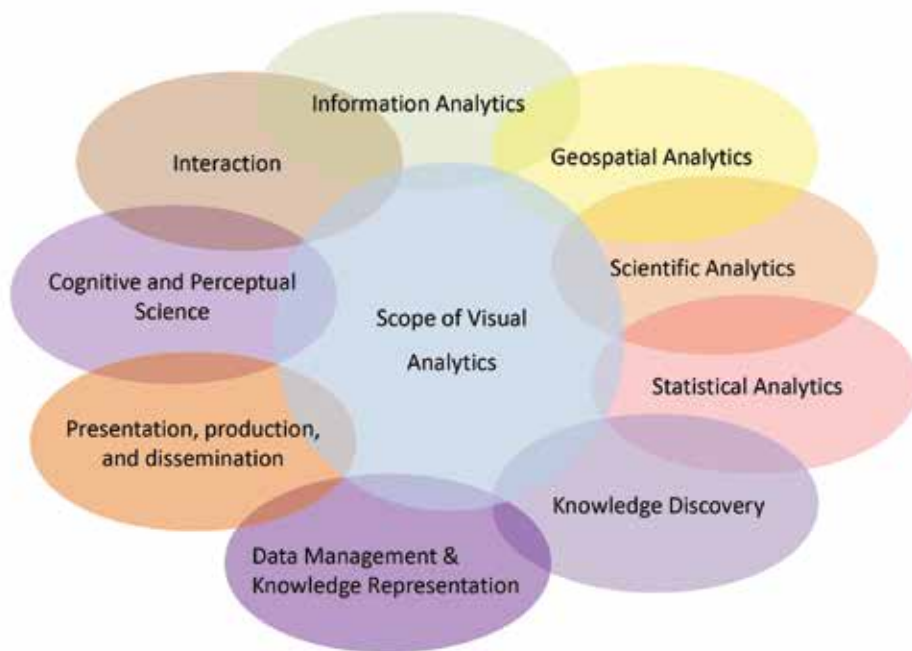 Information Analytics
Geospatial Analytics
Interaction
Scientific Analytics
Cognitive and Perceptual
Science
Scope of Visual
Analytics
Statistical Analytics
Presentation, production,
and dissemination
Knowledge Discovery
Data Management &
Knowledge Representation